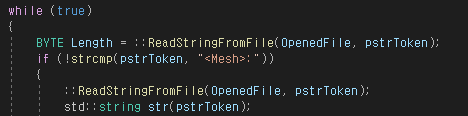 while (true)
{
BYTE Length = ::ReadStringFromFile(OpenedFile, pstrToken);
if (!strcmp(pstrToken, "<Mesh>:"))
{
::ReadStringFromFile(OpenedFile, pstrToken);
std::string str(pstrToken);